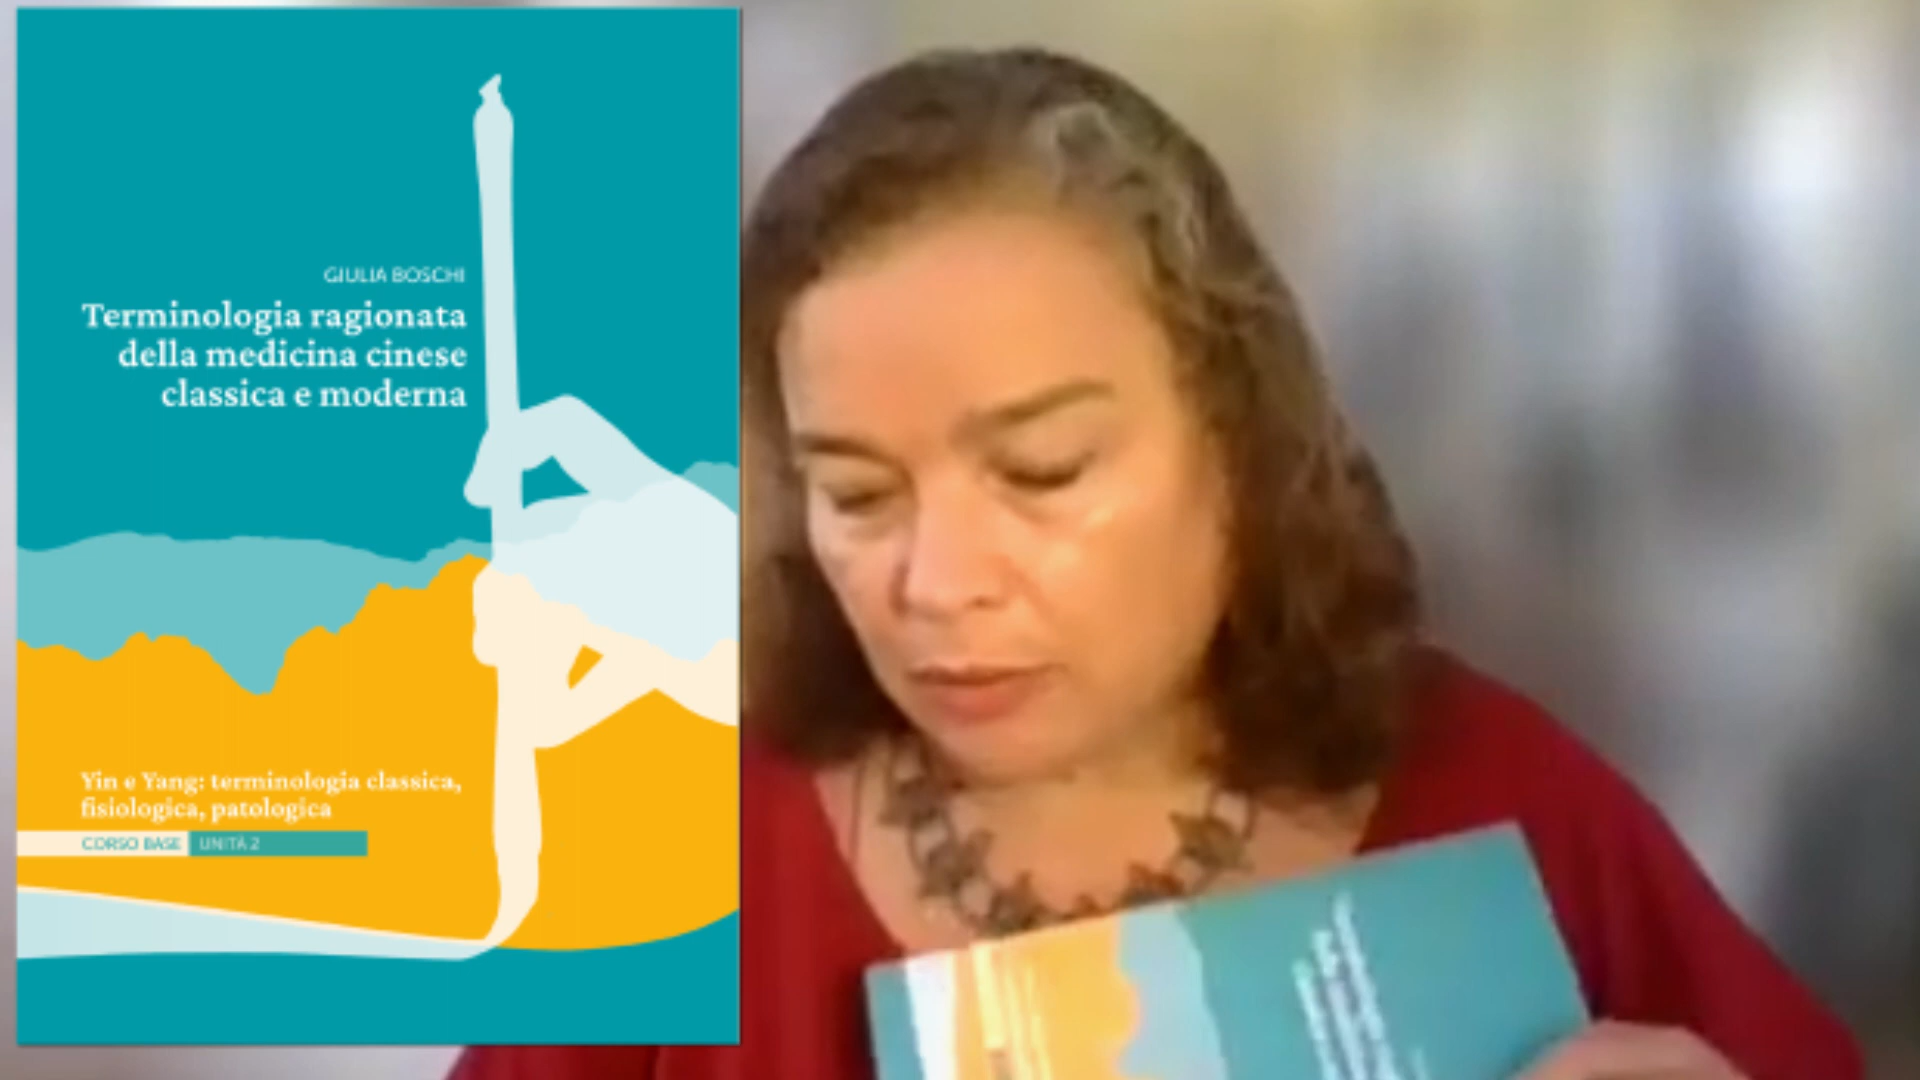 GIULIA BOSCHI
Terminologia ragionata
della medicina cinese
classica e moderna
Yin e Yang: terminologia classica,
fisiologica, patologica
CORSO BASE UNITÀ 2